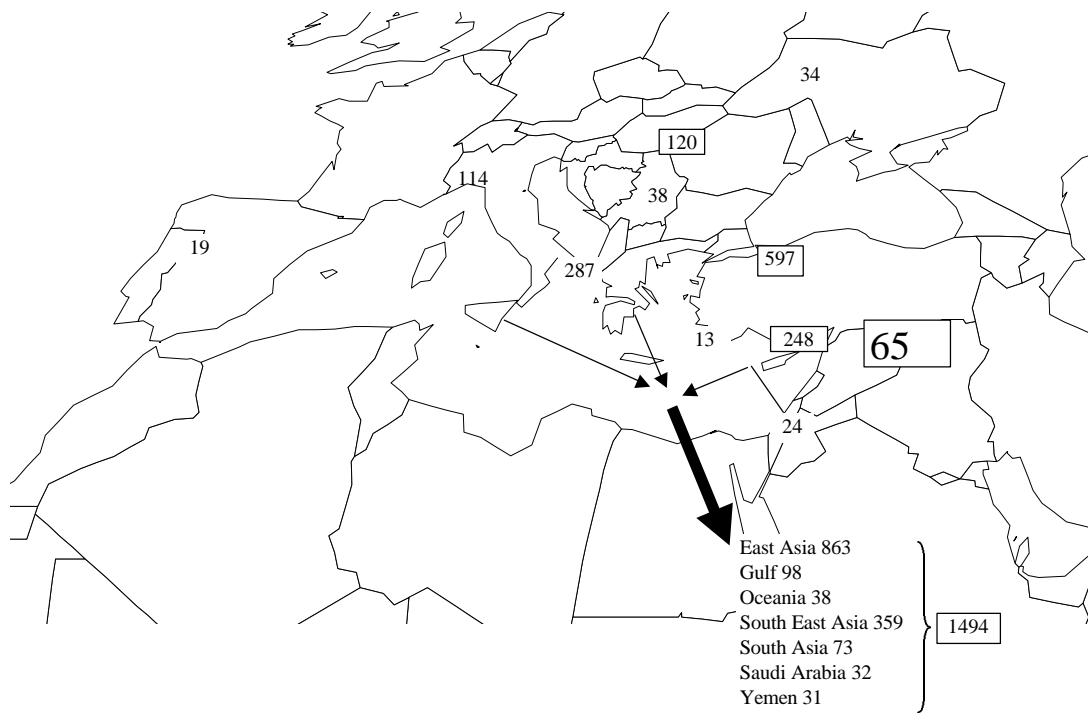 34
120
114
38
19
287
597
13
248
65
24
East Asia 863
Gulf 98
Oceania 38
South East Asia 359
1494
South Asia 73
Saudi Arabia 32
Yemen 31